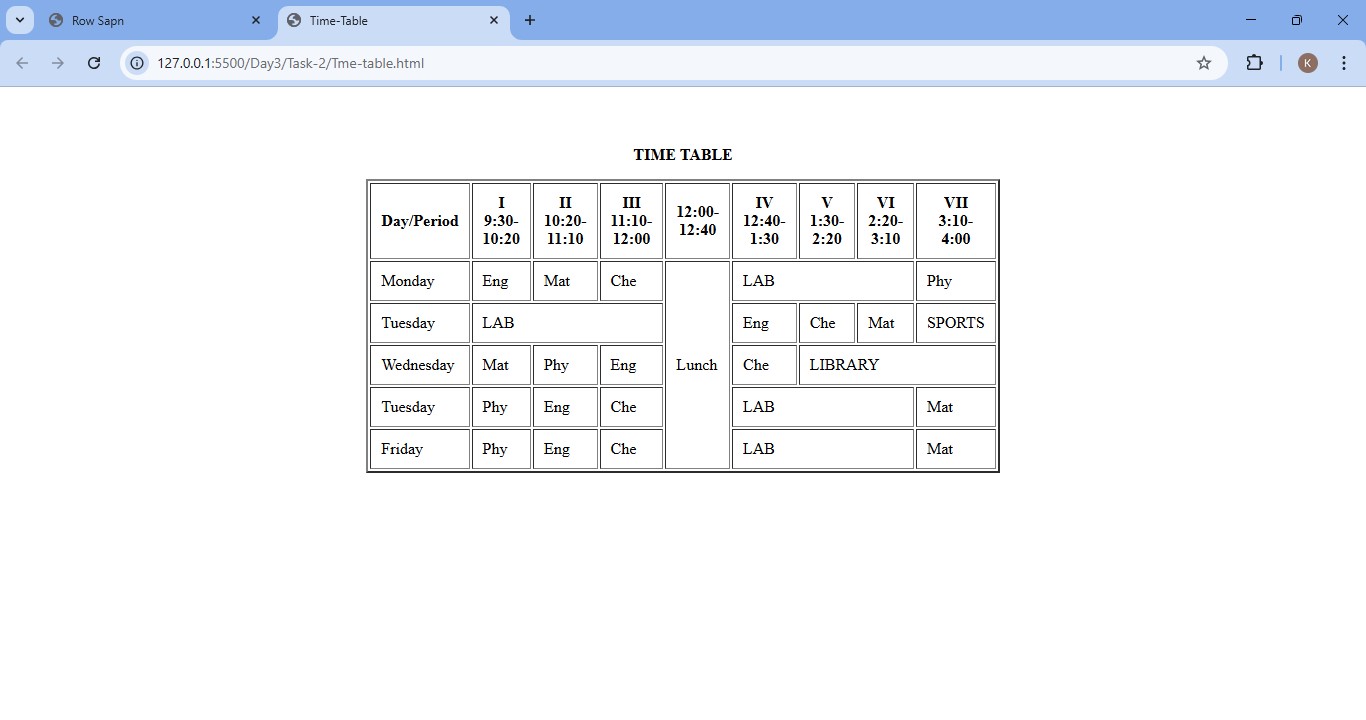 Row Sapn
Time-Table
127.0.0.1:5500/Day3/Task-2/Tme-table.html
K
TIME TABLE
Day/Period
I
9:30-
10:20
II
10:20-
11:10
III
11:10-
12:00
12:00-
12:40
IV
12:40-
1:30
V
1:30-
2:20
VI
2:20-
3:10
VII
3:10-
4:00
Monday Eng Mat Che LAB Phy
Tuesday LAB Eng Che Mat SPORTS
Wednesday Mat Phy Eng Lunch Che LIBRARY
Tuesday Phy Eng Che LAB Mat
Friday Phy Eng Che LAB Mat